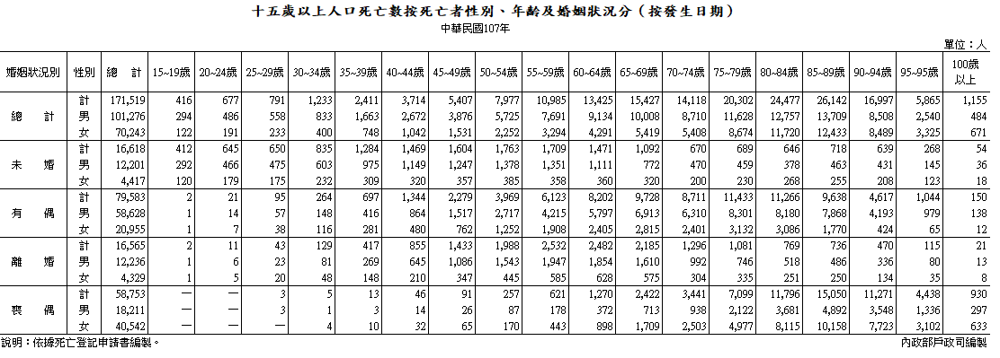 十五歲以上人口死亡數按死亡者性別、年齡及婚姻狀況分（按發生日期）
中華民國107年
單位：人
婚姻狀況別 性別 總 計 15~19歲 20~24歲 25~29歲 30~34歲 35~39歲 40~44歲 45~49歲 50~54歲 55~59歲 60~64歲 65~69歲 70~74歲 75~79歲 80~84歲 85~89歲 90~94歲 95~95歲 100歲以上
計 171,519 416 677 791 1,233 2,411 3,714 5,407 7,977 10,985 13,425 15,427 14,118 20,302 24,477 26,142 16,997 5,865 1,155
總 計 男 101,276 294 486 558 833 1,663 2,672 3,876 5,725 7,691 9,134 10,008 8,710 11,628 12,757 13,709 8,508 2,540 484
女 70,243 122 191 233 400 748 1,042 1,531 2,252 3,294 4,291 5,419 5,408 8,674 11,720 12,433 8,489 3,325 671
計 16,618 412 645 650 835 1,284 1,469 1,604 1,763 1,709 1,471 1,092 670 689 646 718 639 268 54
未 婚 男 12,201 292 466 475 603 975 1,149 1,247 1,378 1,351 1,111 772 470 459 378 463 431 145 36
女 4,417 120 179 175 232 309 320 357 385 358 360 320 200 230 268 255 208 123 18
計 79,583 2 21 95 264 697 1,344 2,279 3,969 6,123 8,202 9,728 8,711 11,433 11,266 9,638 4,617 1,044 150
有 偶 男 58,628 1 14 57 148 416 864 1,517 2,717 4,215 5,797 6,913 6,310 8,301 8,180 7,868 4,193 979 138
女 20,955 1 7 38 116 281 480 762 1,252 1,908 2,405 2,815 2,401 3,132 3,086 1,770 424 65 12
計 16,565 2 11 43 129 417 855 1,433 1,988 2,532 2,482 2,185 1,296 1,081 769 736 470 115 21
離 婚 男 12,236 1 6 23 81 269 645 1,086 1,543 1,947 1,854 1,610 992 746 518 486 336 80 13
女 4,329 1 5 20 48 148 210 347 445 585 628 575 304 335 251 250 134 35 8
計 58,753 — — 3 5 13 46 91 257 621 1,270 2,422 3,441 7,099 11,796 15,050 11,271 4,438 930
喪 偶 男 18,211 — — 3 1 3 14 26 87 178 372 713 938 2,122 3,681 4,892 3,548 1,336 297
女 40,542 — — — 4 10 32 65 170 443 898 1,709 2,503 4,977 8,115 10,158 7,723 3,102 633
說明：依據死亡登記申請書編製。 內政部戶政司編製